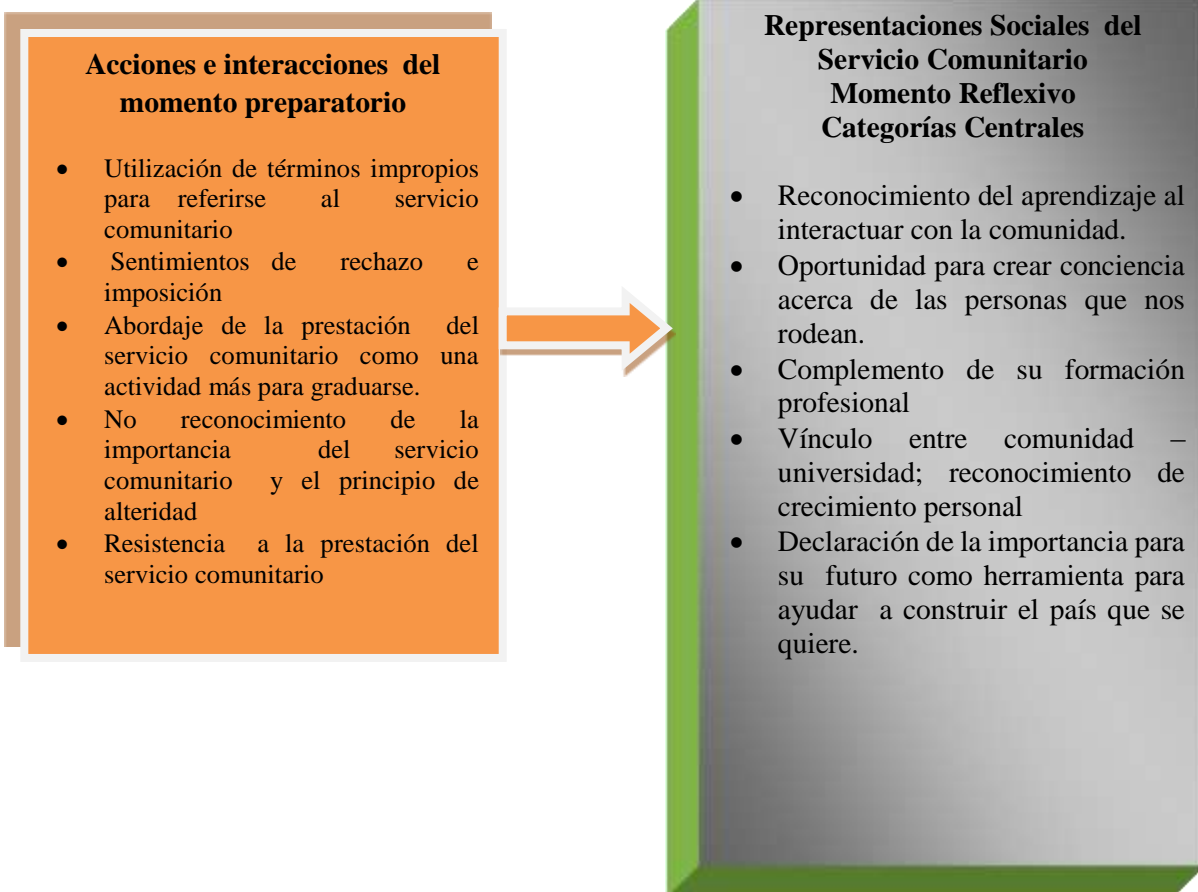 Acciones e interacciones del
momento preparatorio
• Utilización de términos impropios
para referirse al servicio
comunitario
• Sentimientos de rechazo e
imposición
• Abordaje de la prestación del
servicio comunitario como una
actividad más para graduarse.
• No reconocimiento de la
importancia del servicio
comunitario y el principio de
alteridad
• Resistencia a la prestación del
servicio comunitario
Representaciones Sociales del
Servicio Comunitario
Momento Reflexivo
Categorías Centrales
• Reconocimiento del aprendizaje al
interactuar con la comunidad.
• Oportunidad para crear conciencia
acerca de las personas que nos
rodean.
• Complemento de su formación
profesional
• Vínculo entre comunidad –
universidad; reconocimiento de
crecimiento personal
• Declaración de la importancia para
su futuro como herramienta para
ayudar a construir el país que se
quiere.